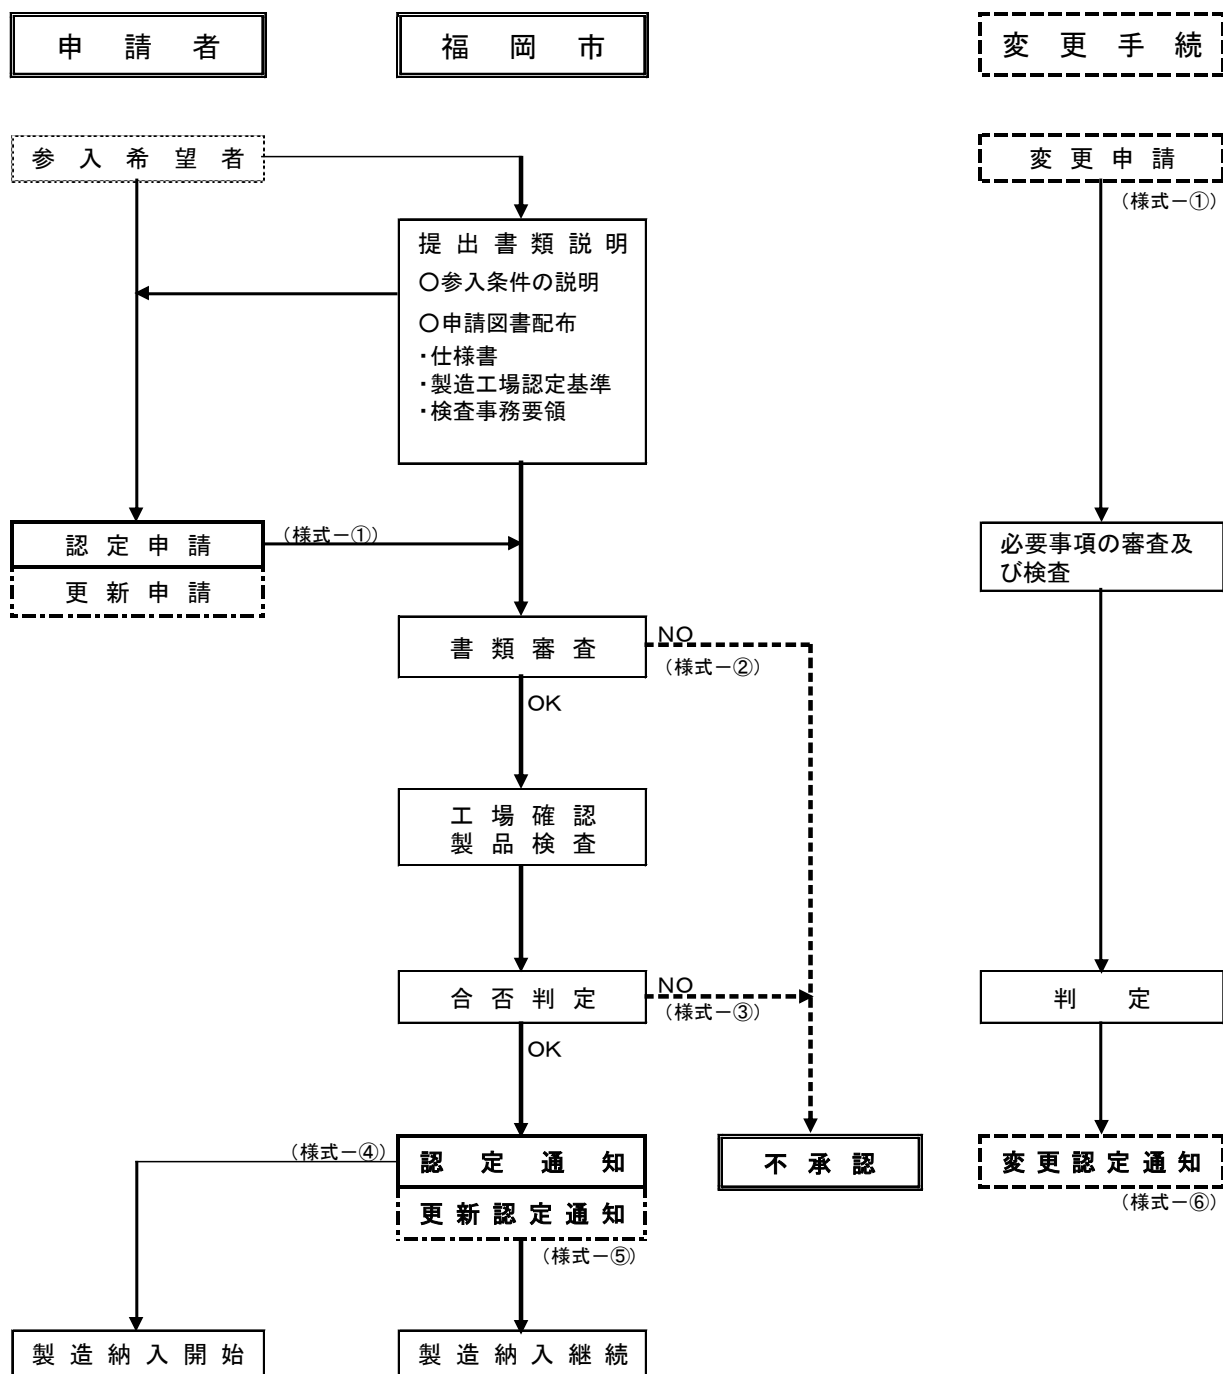 申請者
福岡市
変更手続
参入希望者
変更申請
（様式－①）
提出書類説明
○参入条件の説明
○申請図書配布
・仕様書
・製造工場認定基準
・検査事務要領
認定申請
（様式－①）
更新申請
必要事項の審査及
び検査
書類審査
NO
（様式－②）
OK
工場確認
製品検査
合否判定
NO
（様式－③）
OK
判定
（様式－④）
認定通知
不承認
変更認定通知
（様式－⑥）
更新認定通知
（様式－⑤）
製造納入開始
製造納入継続